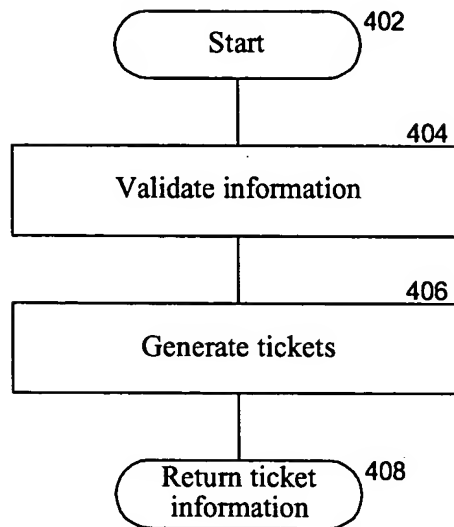 402
Start
404
Validate information
406
Generate tickets
Return ticket
408
information